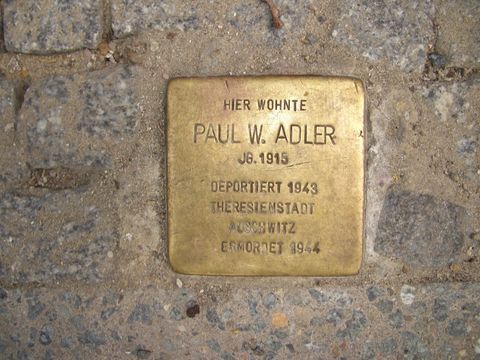 HIER WOHNTE
PAUL W. ADLER
JG. 1915
DEPORTIERT 1943
THERESIENSTADT
AUSCHWITZ
ERMORDET 1944